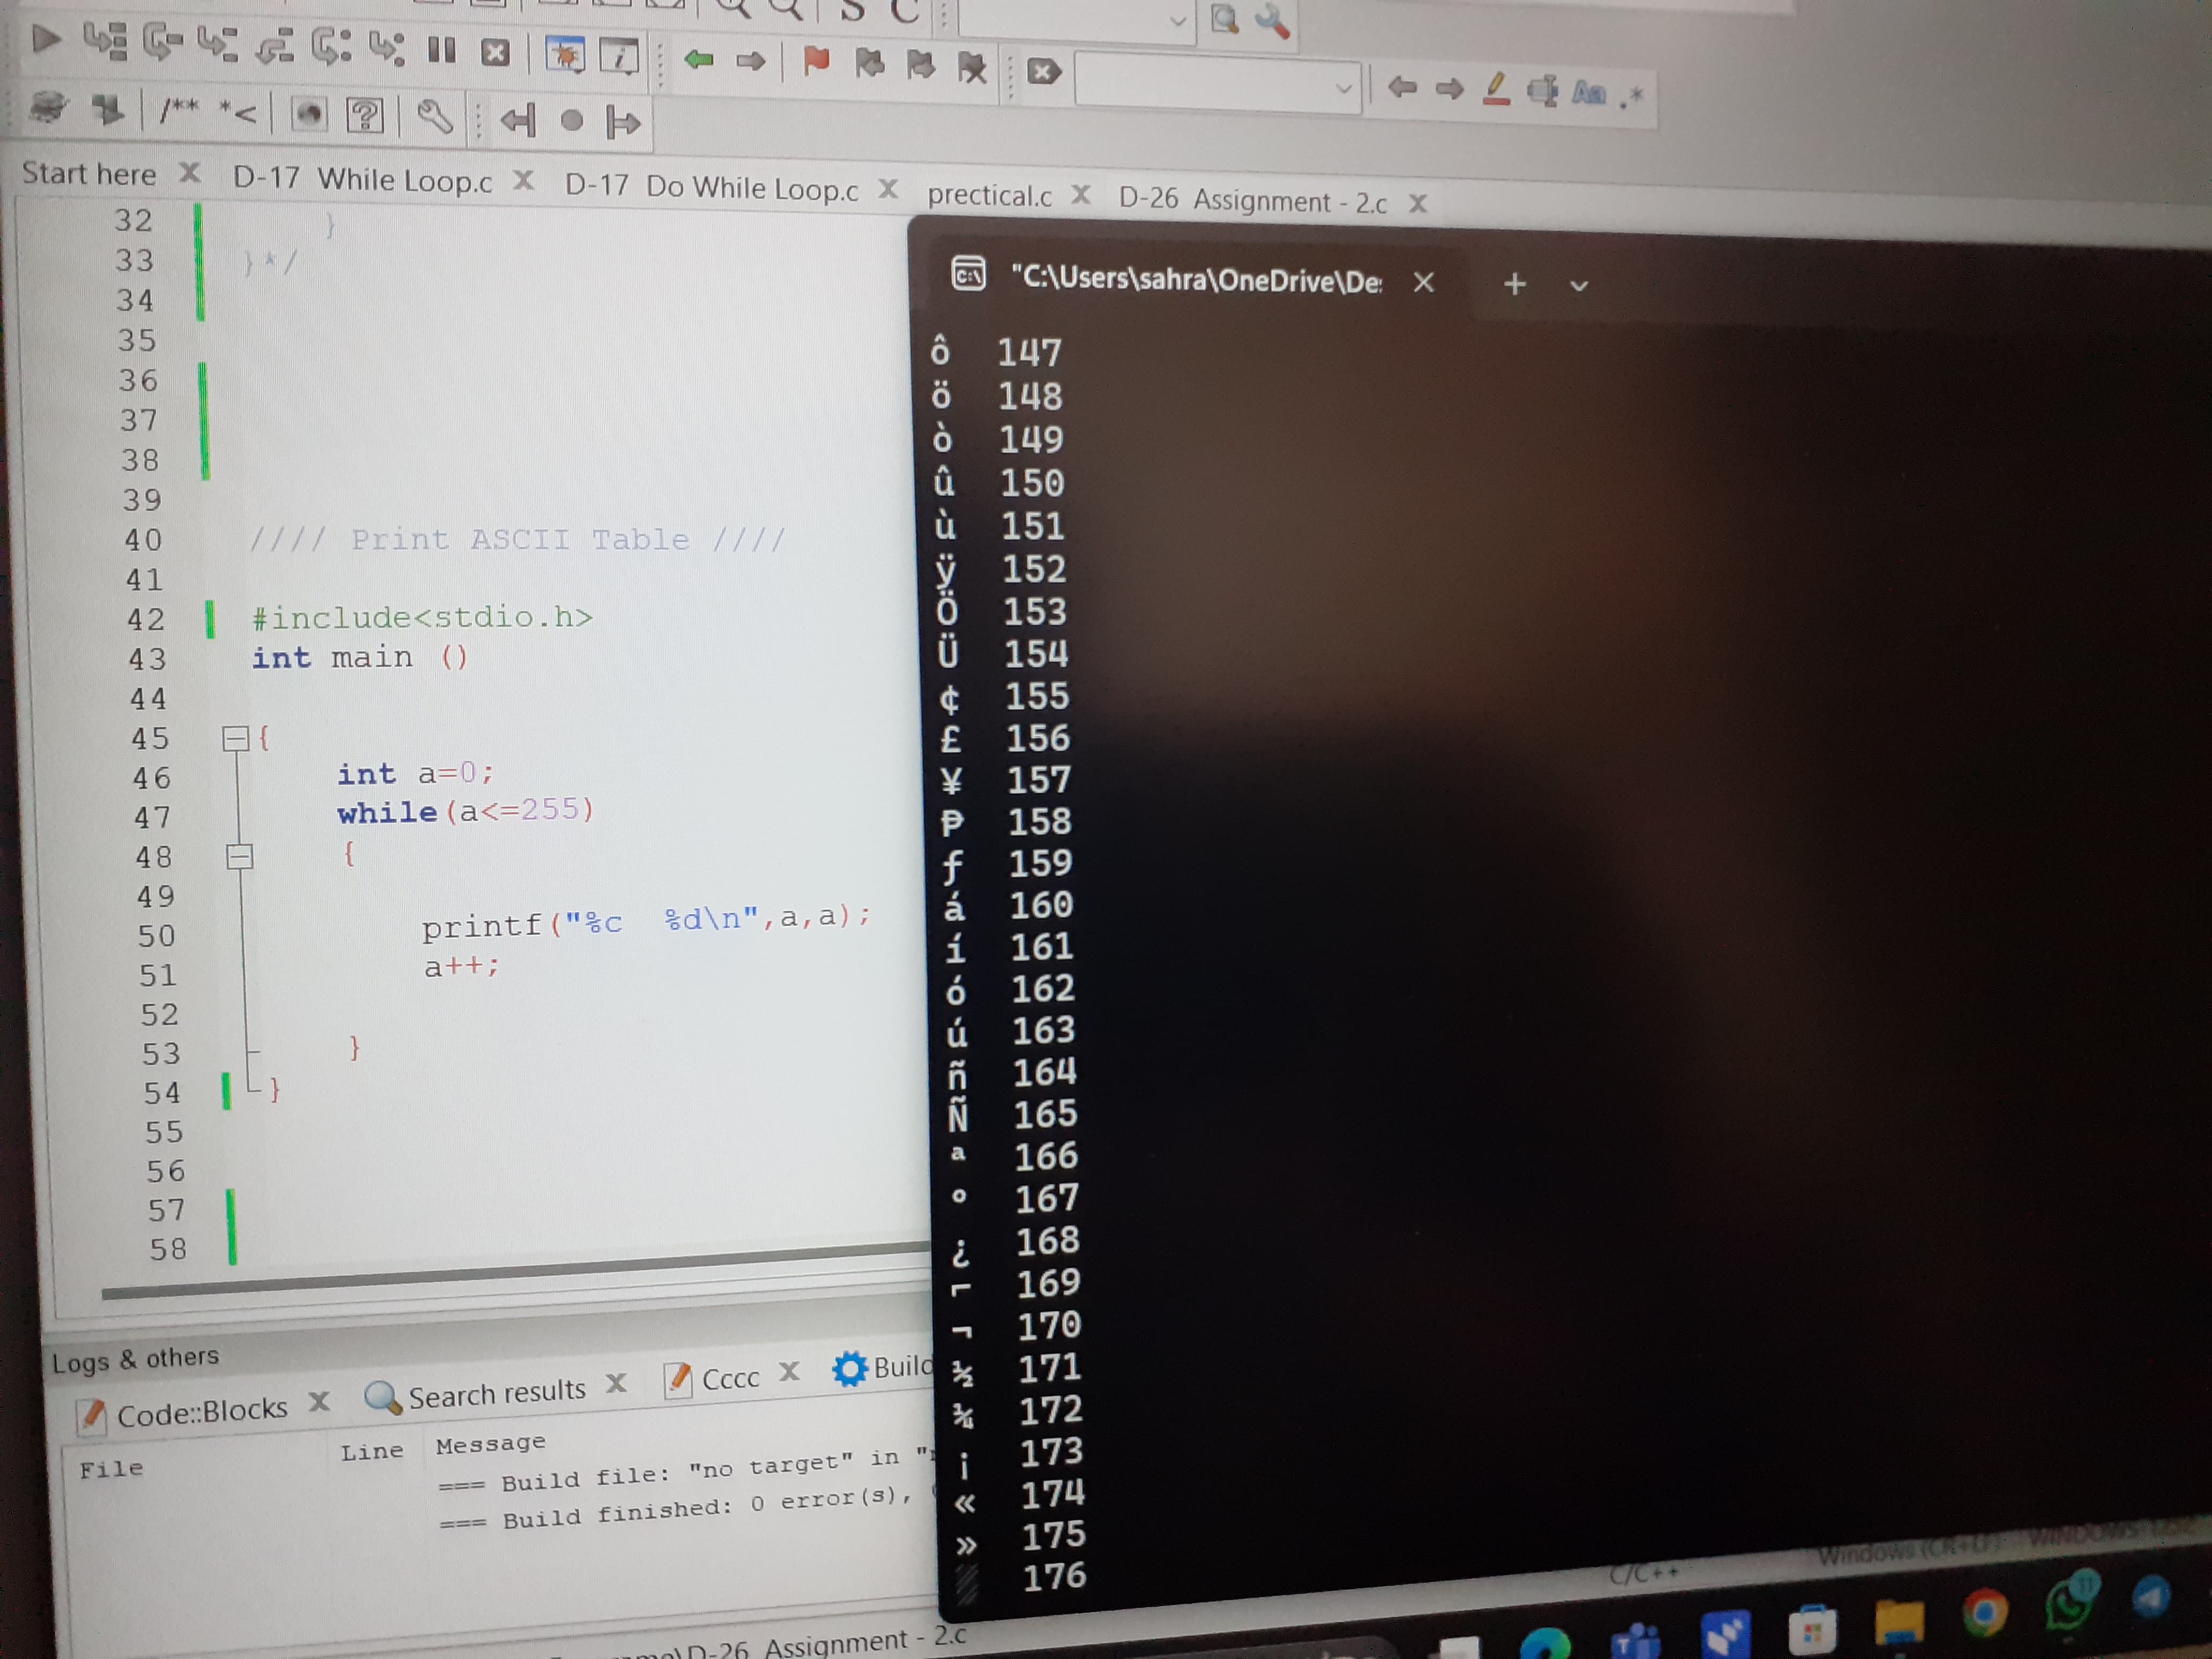 S C
/** *<
Aa .*
Start here D-17 While Loop.c D-17 Do While Loop.c prectical.c D-26 Assignment - 2.c
32 }
33 }*/
34
35
36
37
38
39
40 //// Print ASCII Table ////
41
42 #include<stdio.h>
43 int main ()
44
45 {
46 int a=0;
47 while(a<=255)
48 {
49
50 printf("%c  %d\n",a,a);
51 a++;
52
53 }
54 }
55
56
57
58
"C:\Users\sahra\OneDrive\De
ô 147
ö 148
ò 149
û 150
ù 151
ÿ 152
Ö 153
Ü 154
¢ 155
£ 156
¥ 157
₧ 158
ƒ 159
á 160
í 161
ó 162
ú 163
ñ 164
Ñ 165
ª 166
º 167
¿ 168
⌐ 169
¬ 170
½ 171
¼ 172
¡ 173
« 174
» 175
░ 176
Logs & others
Code::Blocks Search results Cccc Build
File Line Message
=== Build file: "no target" in "
=== Build finished: 0 error(s),
D-26 Assignment - 2.c
C/C++ Windows (CR+LF) WINDOWS
11